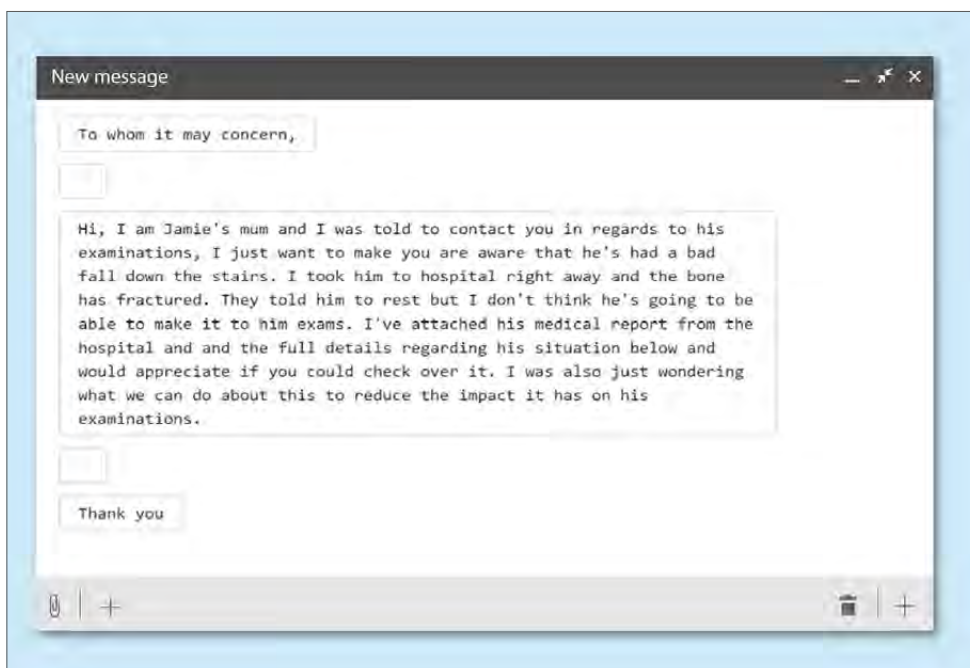 New message
To whom it may concern,
Hi, I am Jamie's mum and I was told to contact you in regards to his
examinations, I just want to make you are aware that he's had a bad
fall down the stairs. I took him to hospital right away and the bone
has fractured. They told him to rest but I don't think he's going to be
able to make it to him exams. I've attached his medical report from the
hospital and and the full details regarding his situation below and
would appreciate if you could check over it. I was also just wondering
what we can do about this to reduce the impact it has on his
examinations.
Thank you